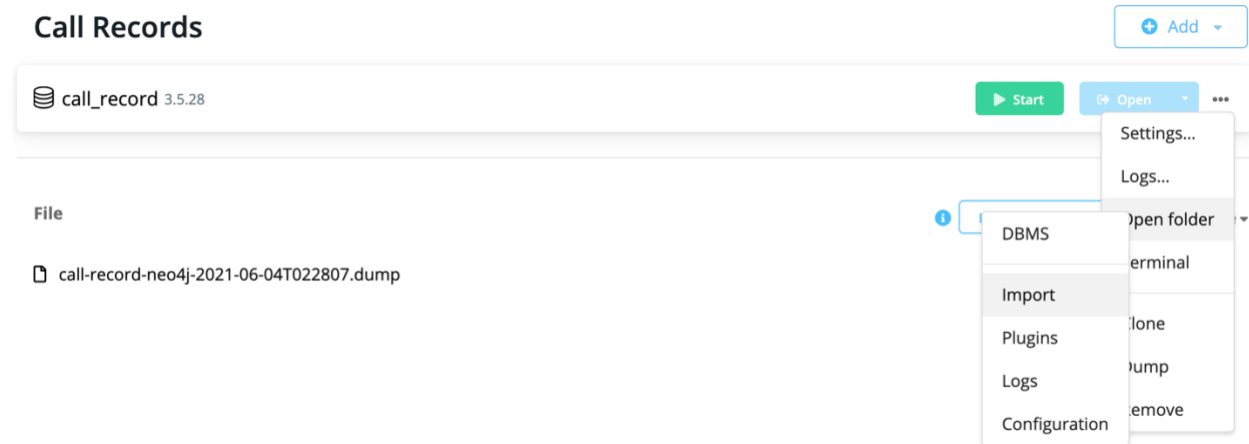 Call Records
Add
call_record 3.5.28
Start
Open
Settings...
Logs...
Open folder
Terminal
Clone
Dump
Remove
File
DBMS
Import
Plugins
Logs
Configuration
call-record-neo4j-2021-06-04T022807.dump